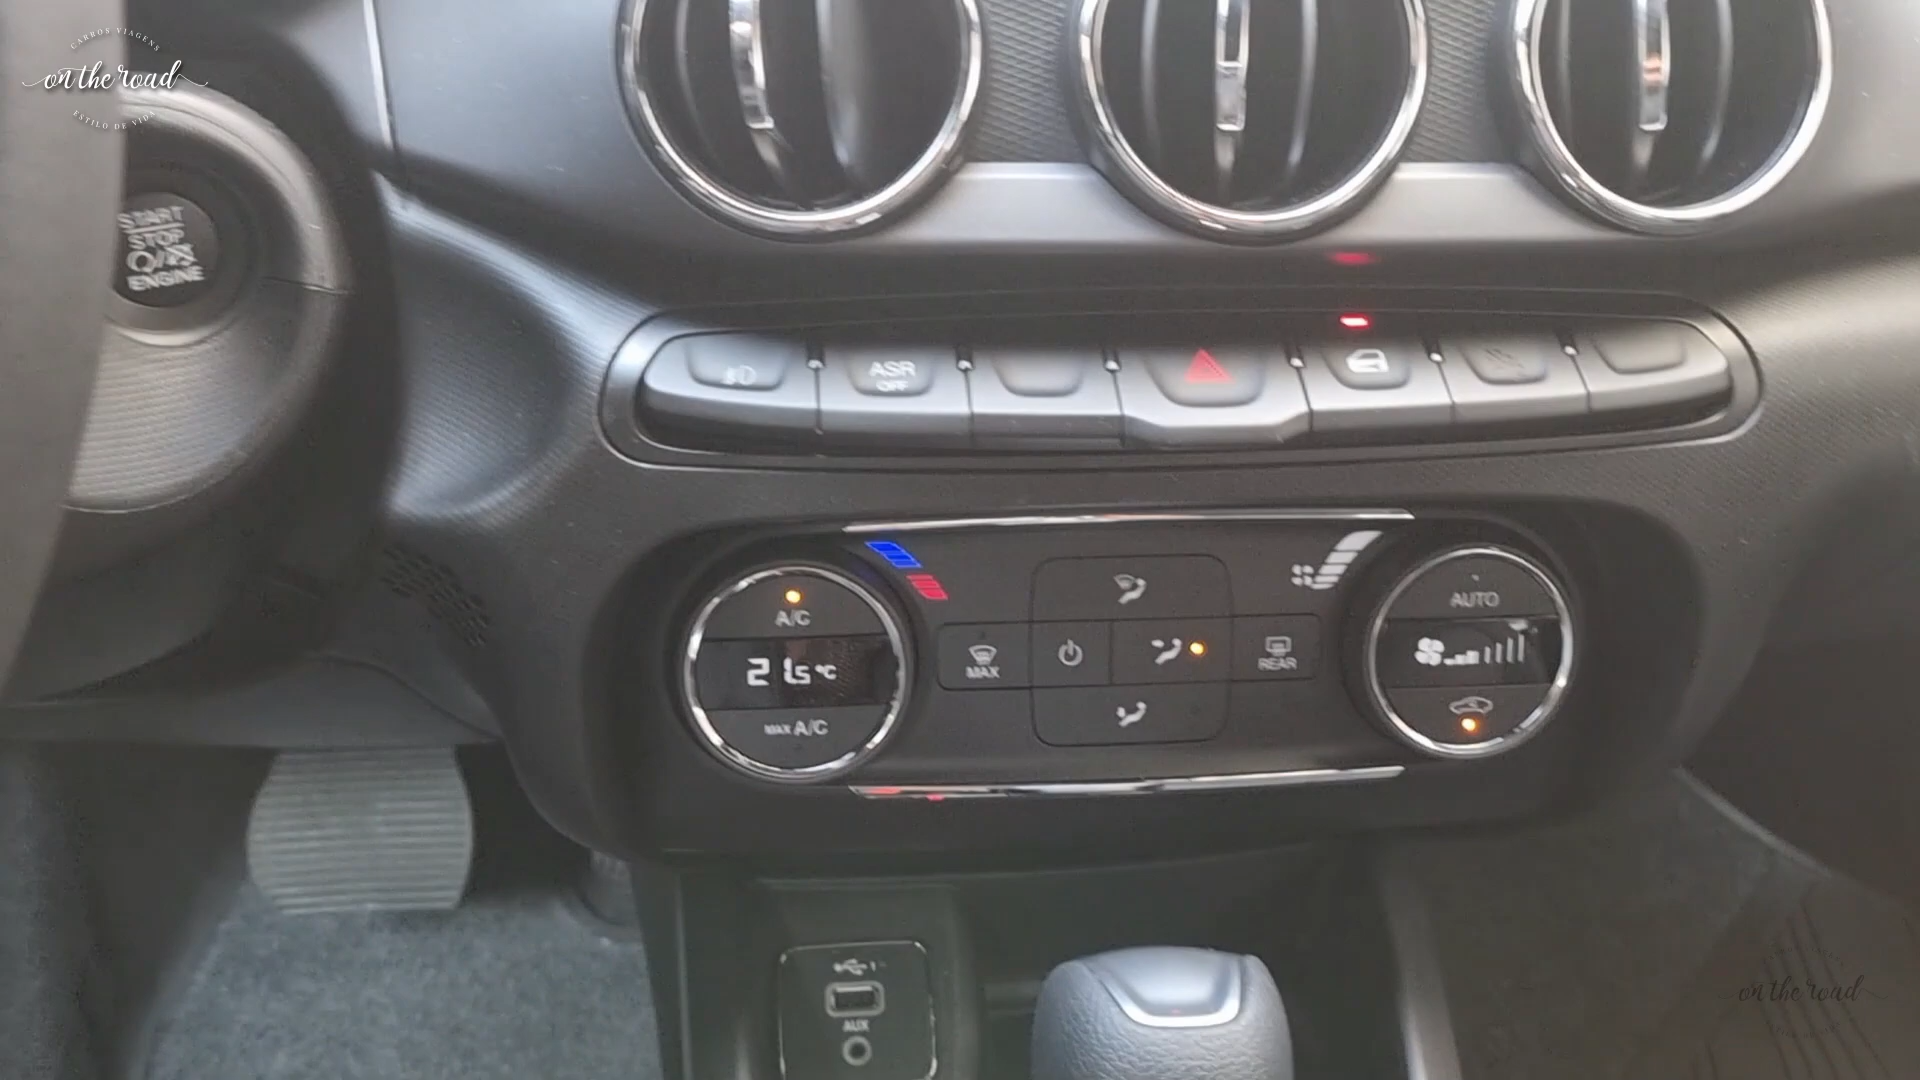 CARROS VIAGENS
on the road
ESTILO DE VIDA
START
STOP
ENGINE
ASR
OFF
A/C
21.5 °C
MAX A/C
MAX
REAR
AUTO
1
AUX
on the road